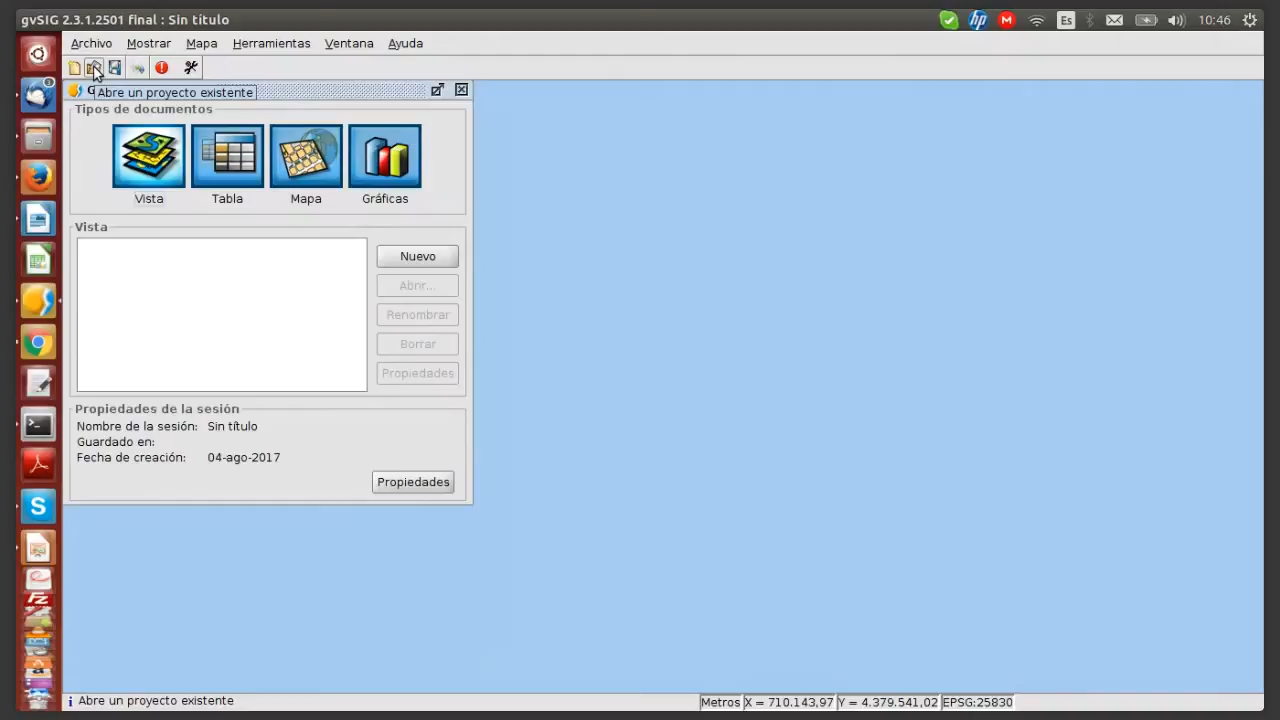 gvSIG 2.3.1.2501 final : Sin título
Es
10:46
Archivo Mostrar Mapa Herramientas Ventana Ayuda
G
Abre un proyecto existente
Tipos de documentos
Vista Tabla Mapa Gráficas
Vista
Nuevo
Abrir...
Renombrar
Borrar
Propiedades
Propiedades de la sesión
Nombre de la sesión: Sin título
Guardado en:
Fecha de creación: 04-ago-2017
Propiedades
Abre un proyecto existente
Metros X = 710.143,97 Y = 4.379.541,02 EPSG:25830